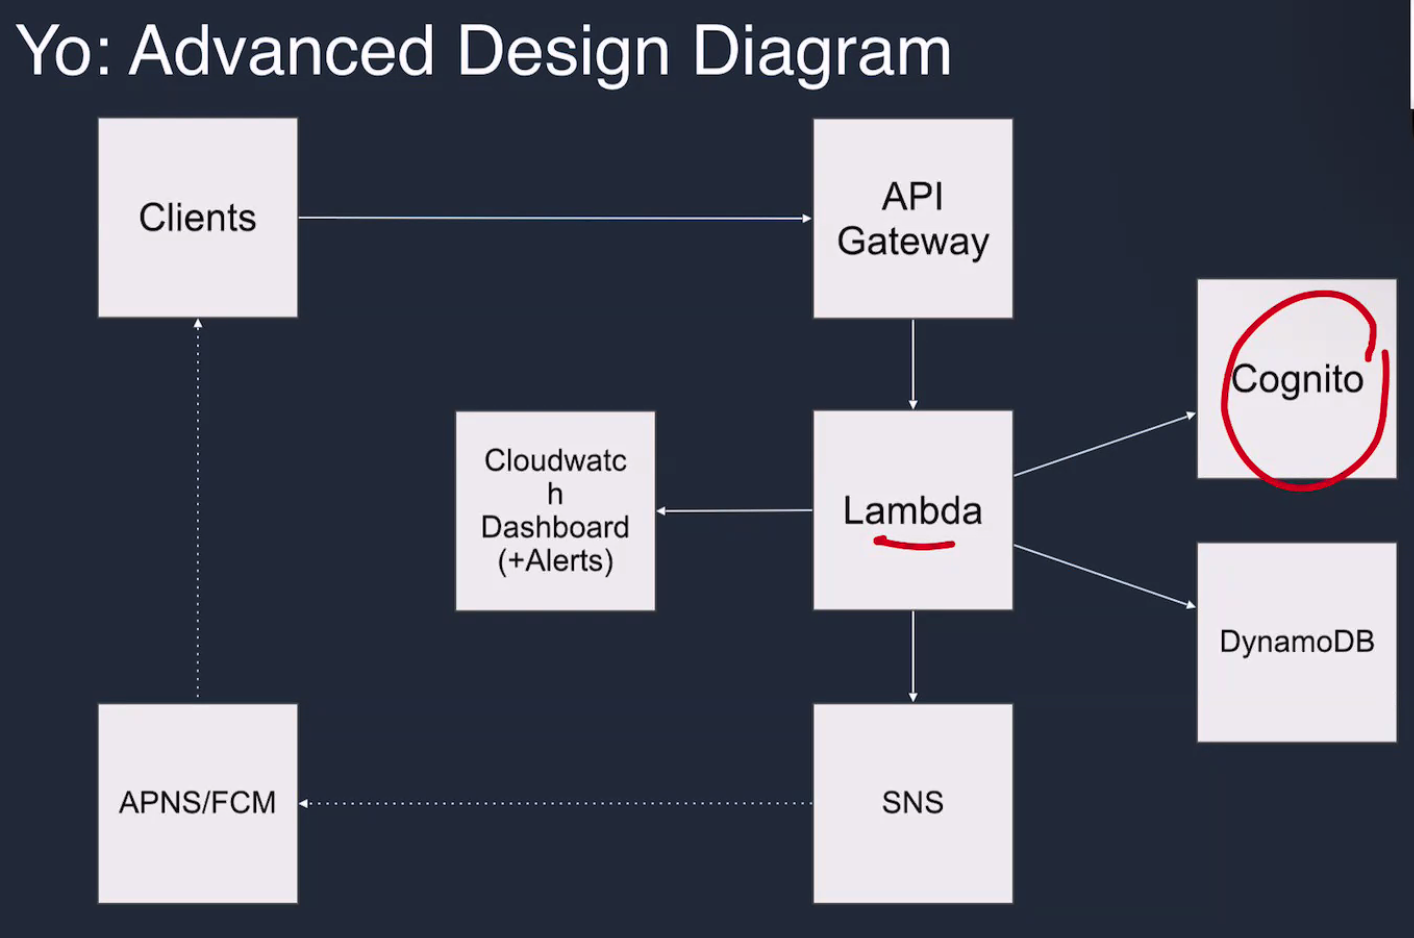 Yo: Advanced Design Diagram
Clients
API
Gateway
Cognito
Cloudwatc
h
Dashboard
(+Alerts)
Lambda
DynamoDB
APNS/FCM
SNS